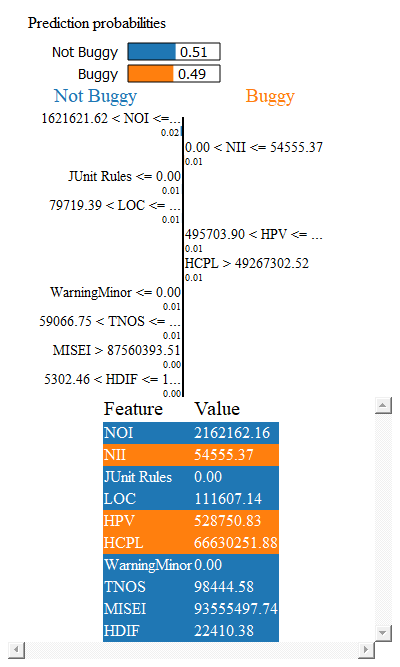 Prediction probabilities
Not Buggy 0.51
Buggy 0.49
Not Buggy Buggy
1621621.62 < NOI <=...
0.02
0.00 < NII <= 54555.37
0.01
JUnit Rules <= 0.00
0.01
79719.39 < LOC <= ...
0.01
495703.90 < HPV <= ...
0.01
HCPL > 49267302.52
0.01
WarningMinor <= 0.00
0.01
59066.75 < TNOS <= ...
0.01
MISEI > 87560393.51
0.00
5302.46 < HDIF <= 1...
0.00
Feature Value
NOI 2162162.16
NII 54555.37
JUnit Rules 0.00
LOC 111607.14
HPV 528750.83
HCPL 66630251.88
WarningMinor 0.00
TNOS 98444.58
MISEI 93555497.74
HDIF 22410.38